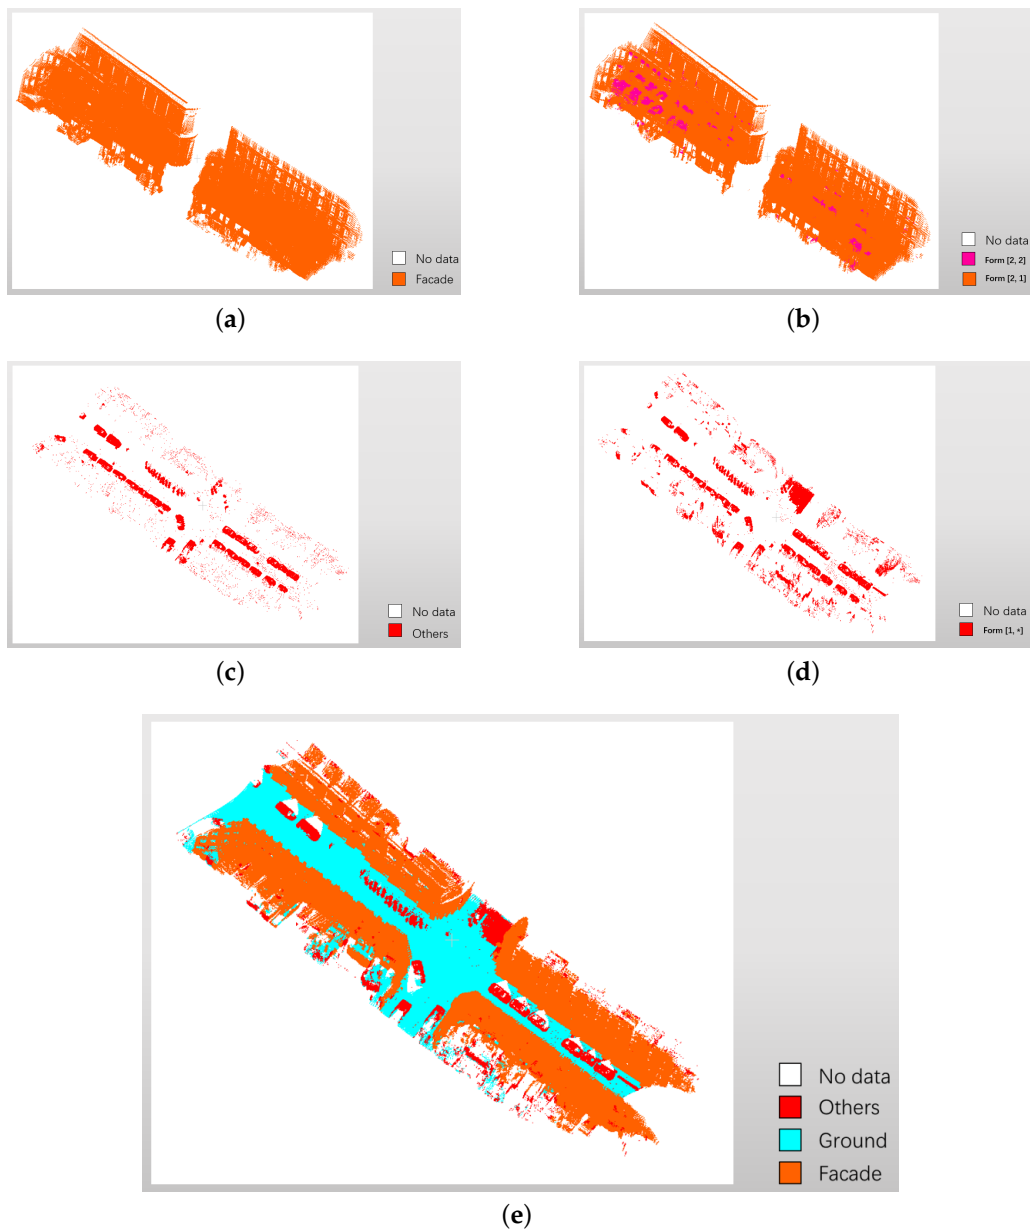 No data
Facade
(a)
No data
Form [2, 2]
Form [2, 1]
(b)
No data
Others
(c)
No data
Form [1, *]
(d)
No data
Others
Ground
Facade
(e)